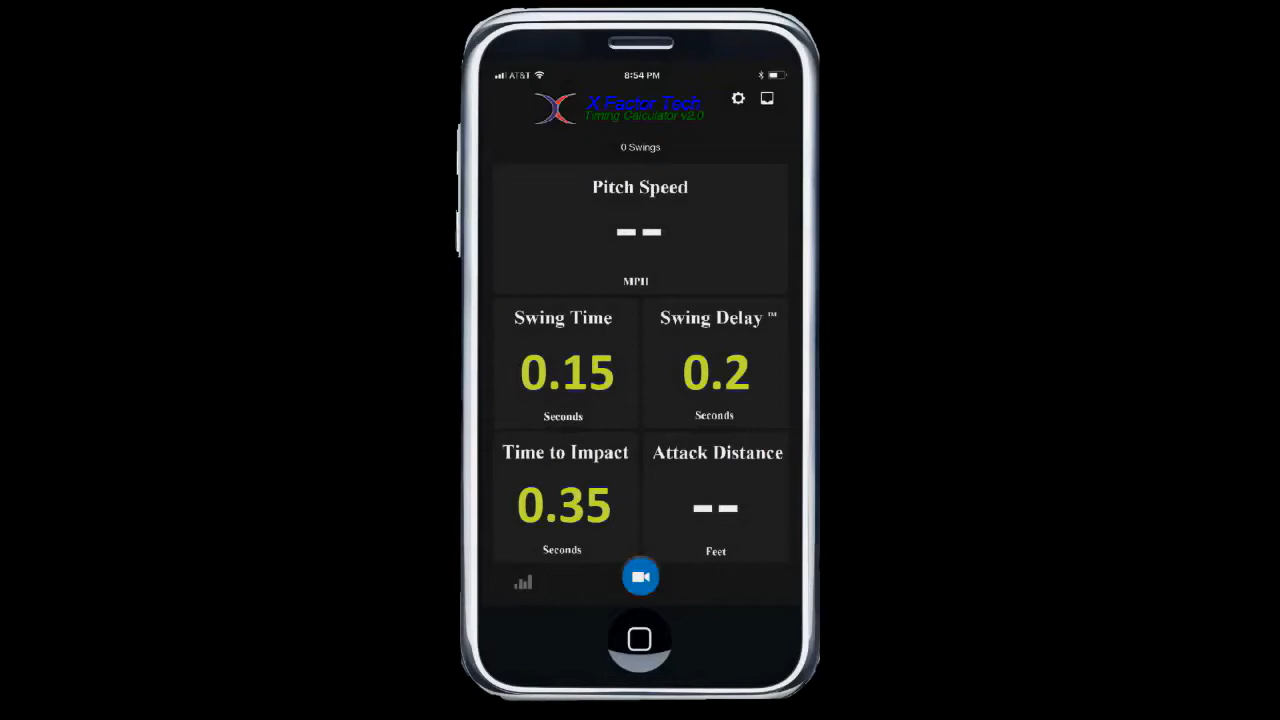 AT&T 8:54 PM
X Factor Tech
Timing Calculator v2.0
0 Swings
Pitch Speed
--
MPH
Swing Time Swing Delay ™
0.15 0.2
Seconds Seconds
Time to Impact Attack Distance
0.35 --
Seconds Feet